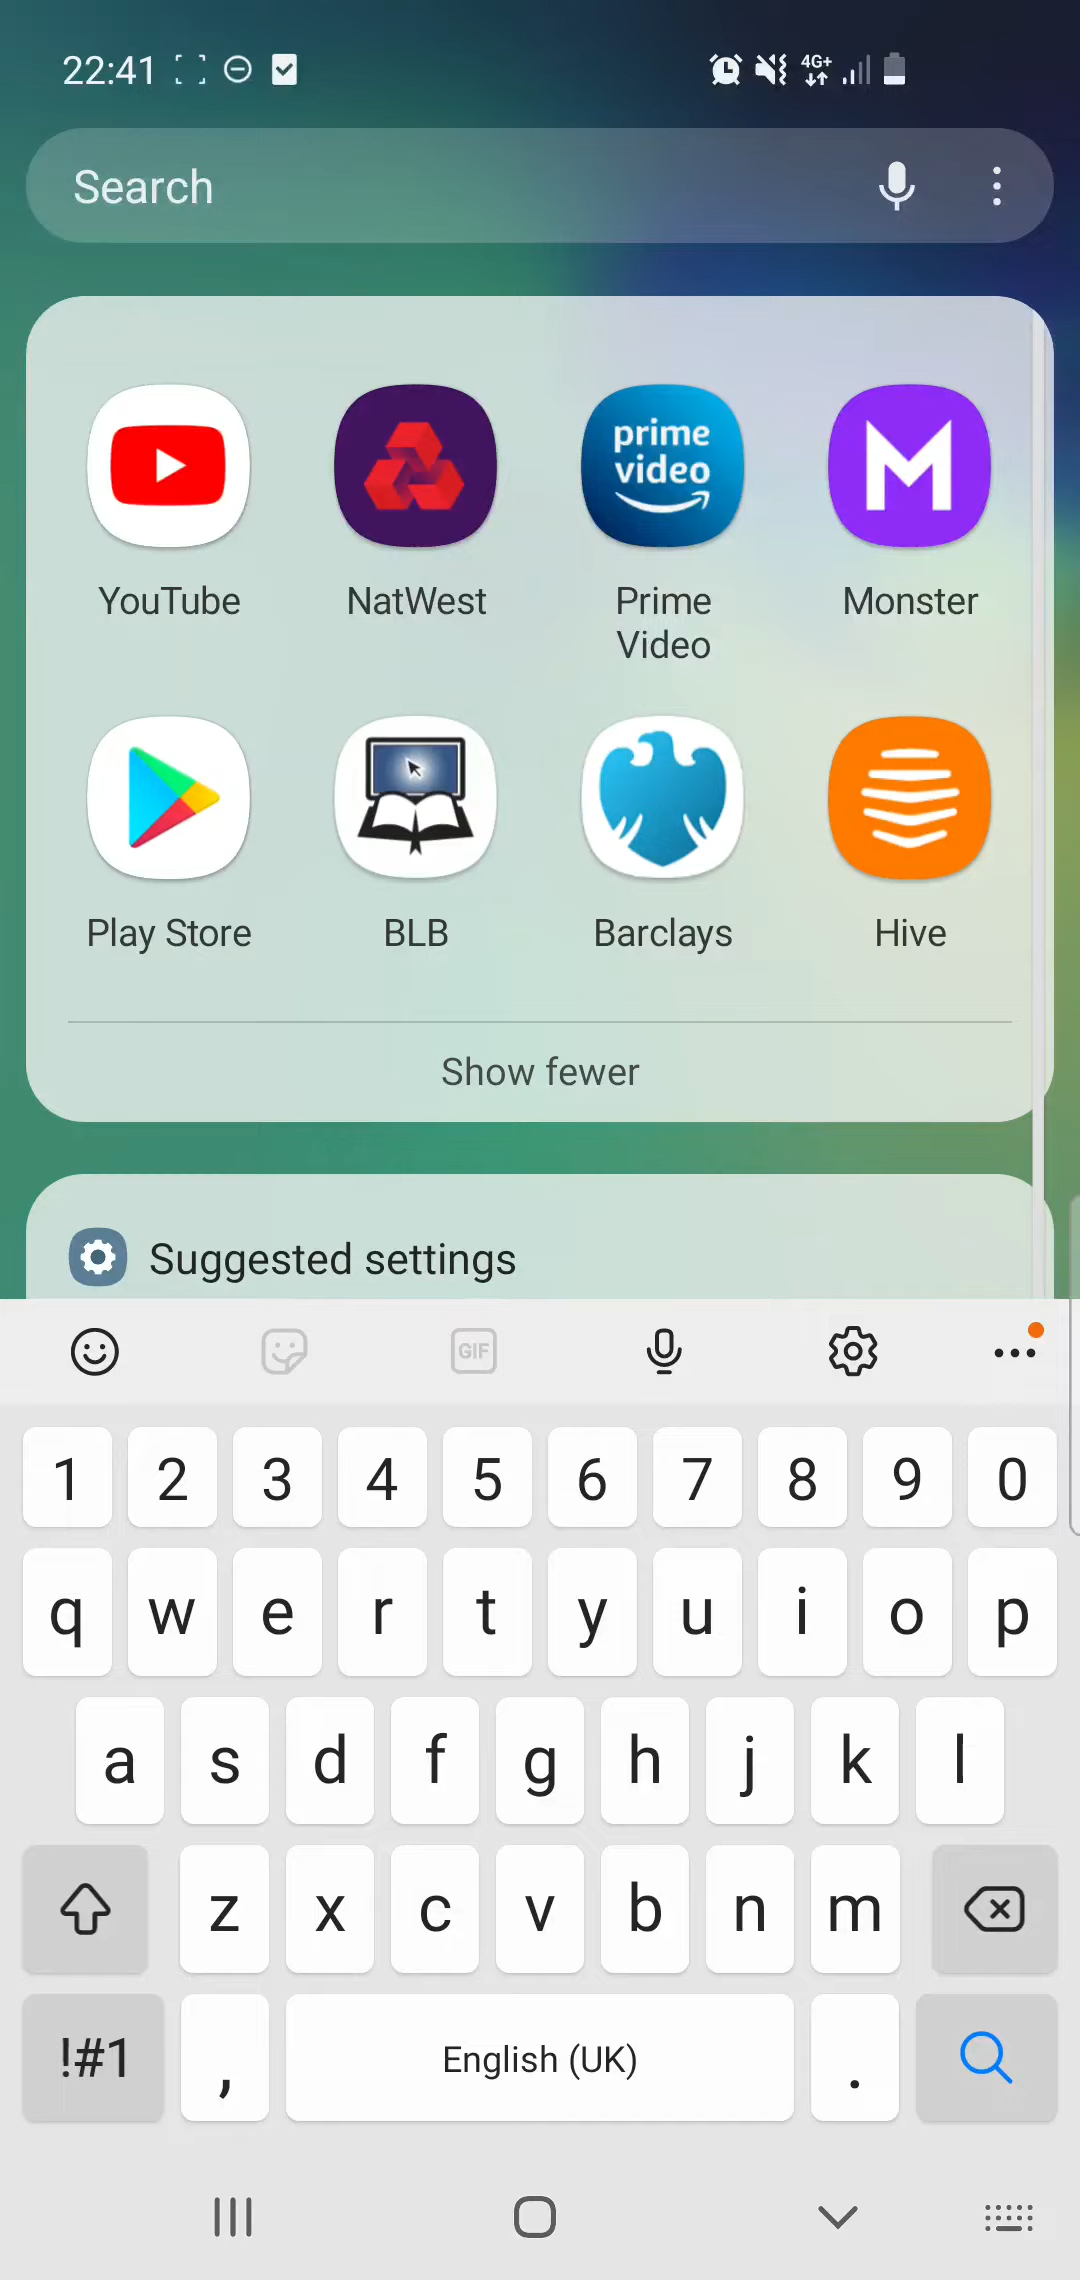 22:41 4G+
Search
prime
video
YouTube NatWest Prime Video Monster
Play Store BLB Barclays Hive
Show fewer
Suggested settings
GIF
1 2 3 4 5 6 7 8 9 0
q w e r t y u i o p
a s d f g h j k l
z x c v b n m
!#1 , English (UK) .